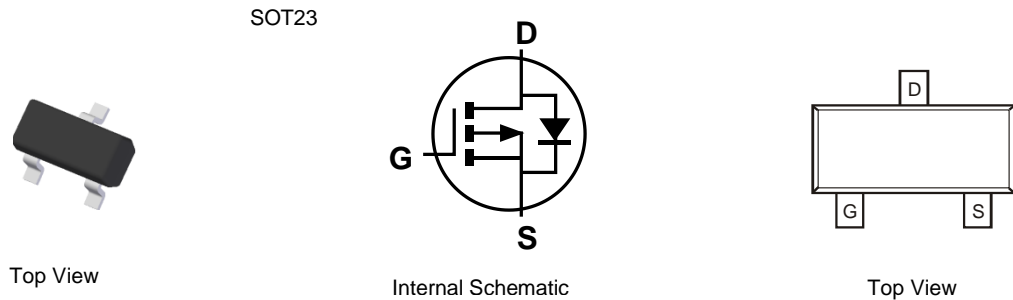 SOT23
D
G
S
D
G S
Top View
Internal Schematic
Top View